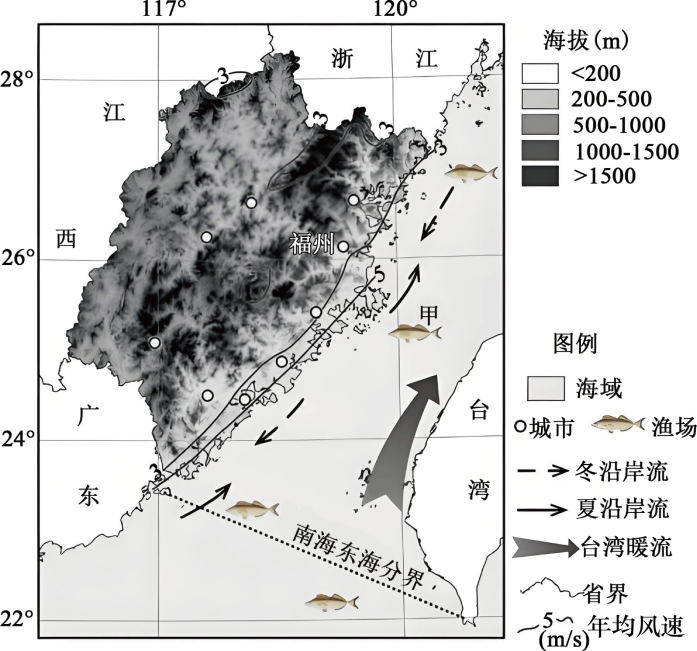 117° 120°
28°
26°
24°
22°
浙 江
江
西
广
东
福州
甲
台
湾
南海东海分界
3
3
3
3
5
3
海拔(m)
<200
200-500
500-1000
1000-1500
>1500
图例
海域
城市 渔场
冬沿岸流
夏沿岸流
台湾暖流
省界
5 年均风速
(m/s)